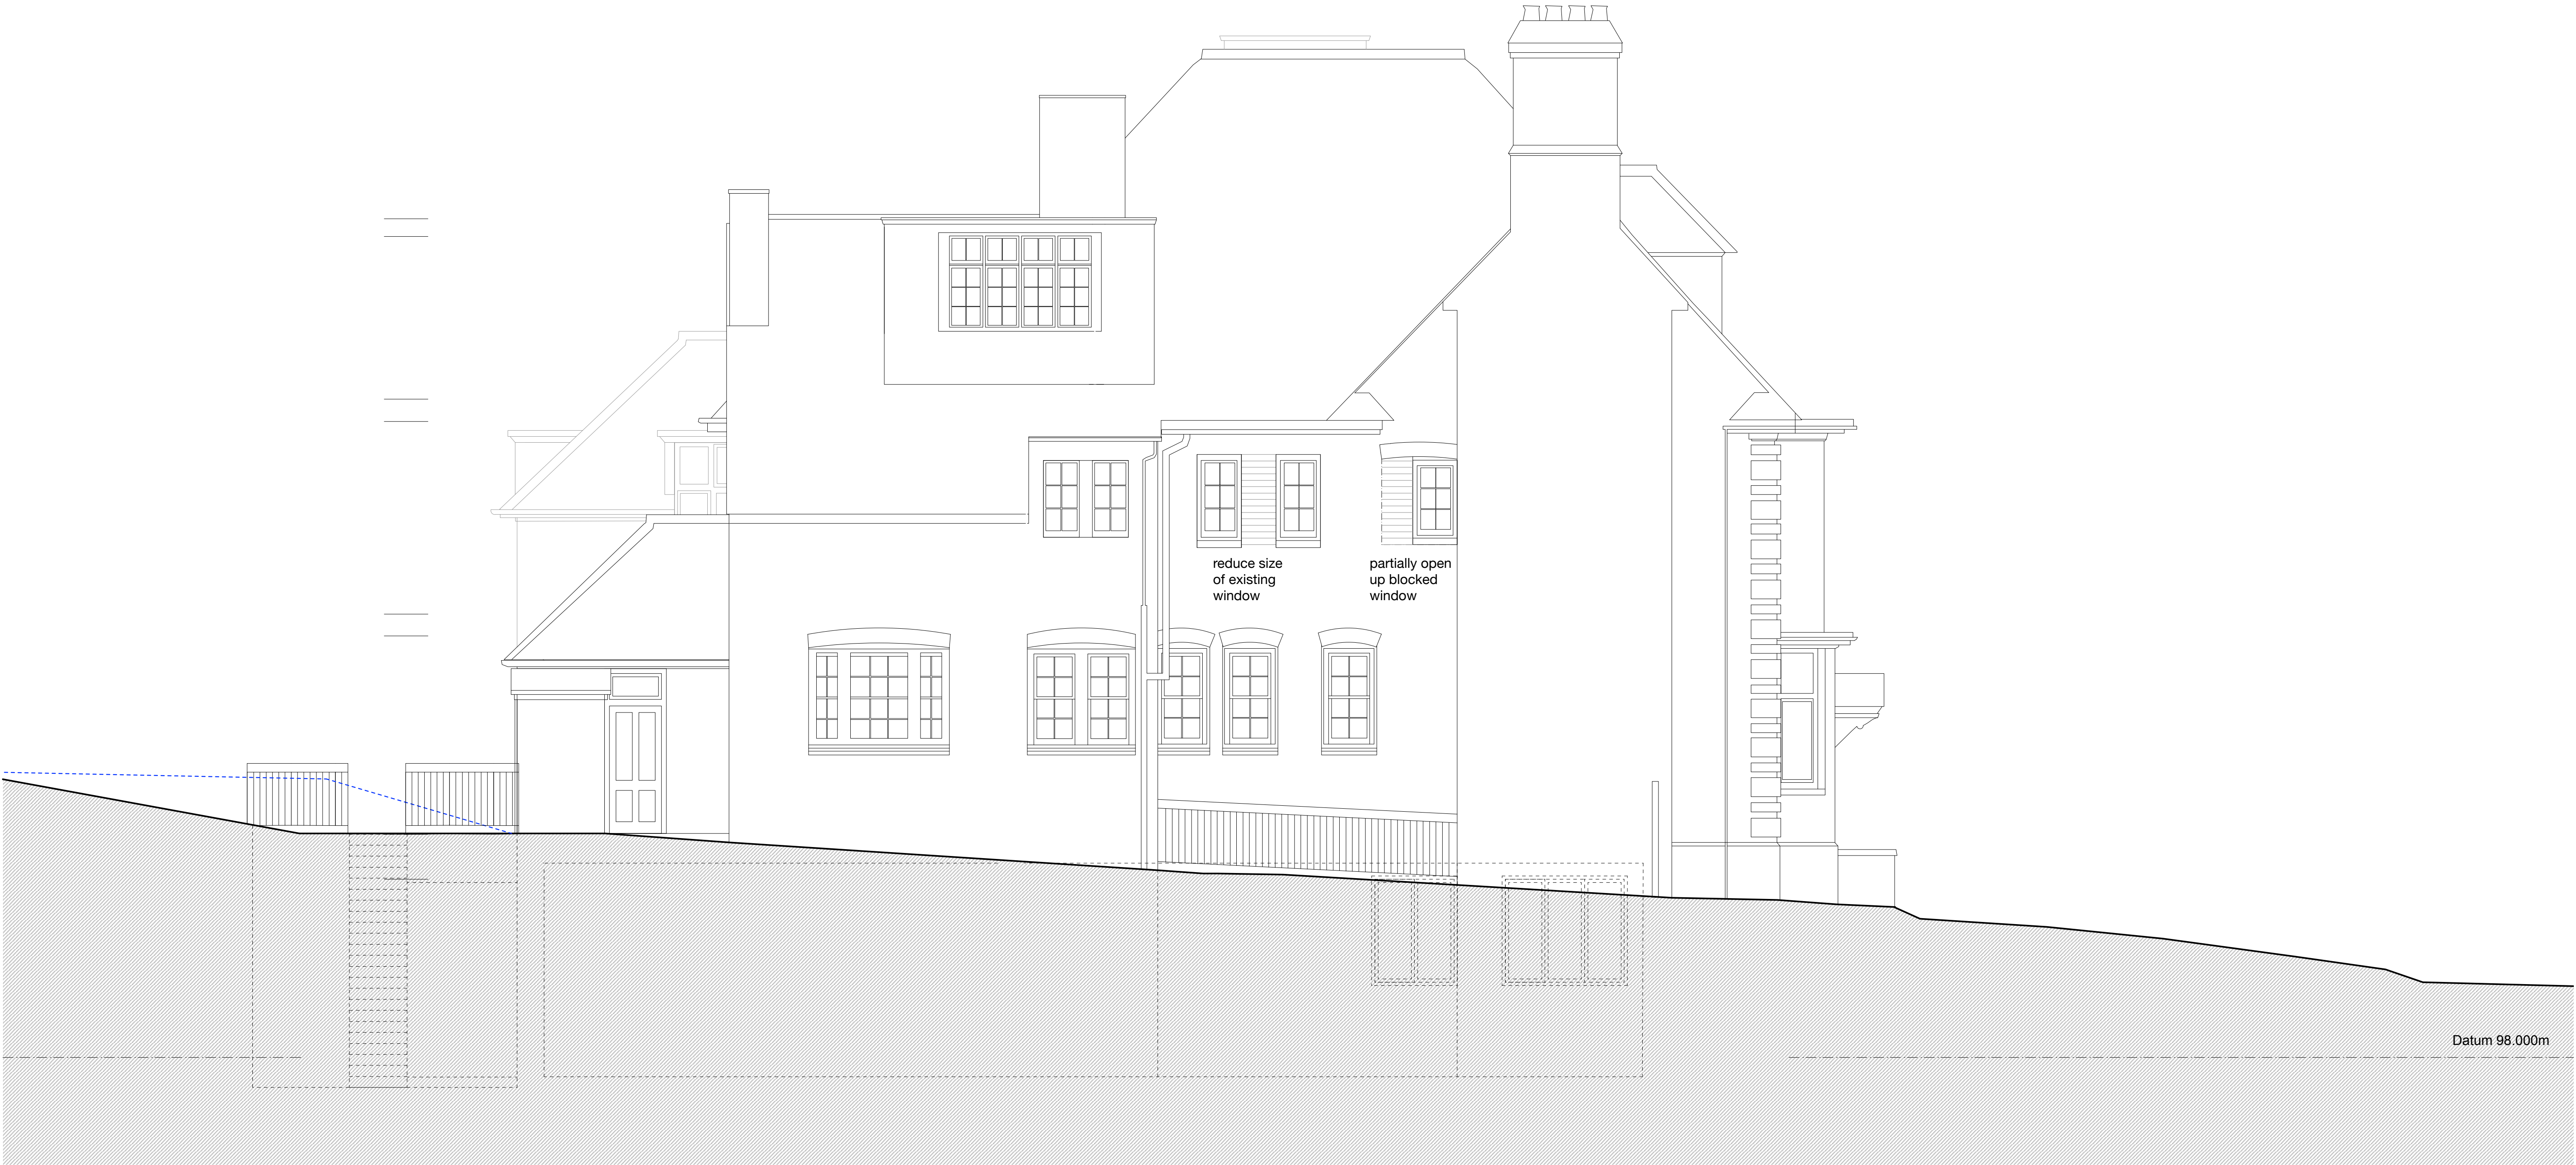 reduce size
of existing
window
partially open
up blocked
window
Datum 98.000m